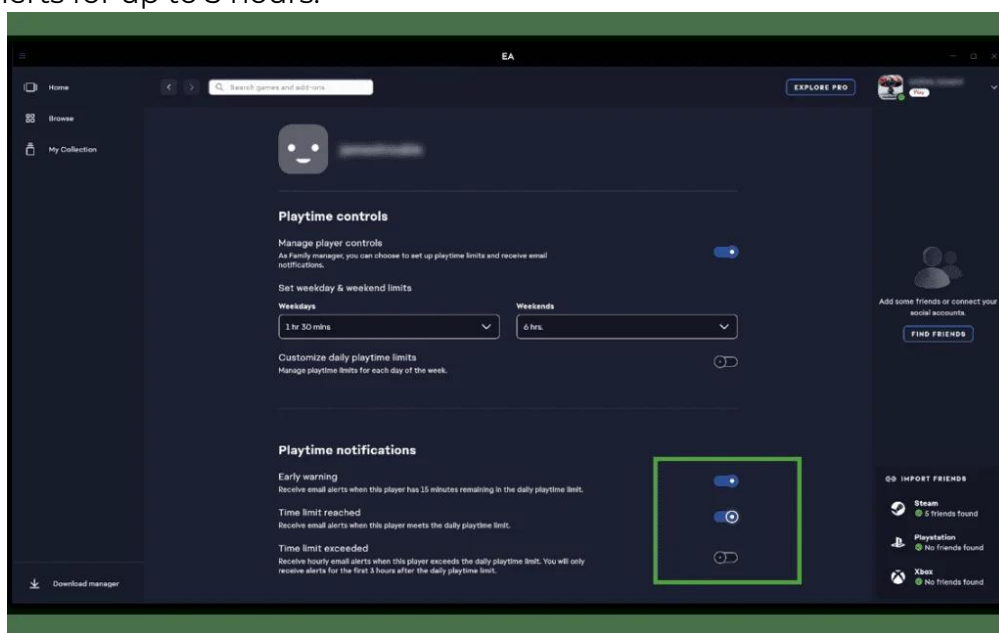 erts for up to 3 hours.
EA
Home
Search games and add-ons
EXPLORE PRO
Play
Browse
My Collection
Playtime controls
Manage player controls
As Family manager, you can choose to set up playtime limits and receive email
notifications.
Set weekday & weekend limits
Weekdays
Weekends
1 hr 30 mins
6 hrs.
Customize daily playtime limits
Manage playtime limits for each day of the week.
Add some friends or connect your
social accounts.
FIND FRIENDS
Playtime notifications
Early warning
Receive email alerts when this player has 15 minutes remaining in the daily playtime limit.
Time limit reached
Receive email alerts when this player meets the daily playtime limit.
Time limit exceeded
Receive hourly email alerts when this player exceeds the daily playtime limit. You will only
receive alerts for the first 3 hours after the daily playtime limit.
IMPORT FRIENDS
Steam
5 friends found
Playstation
No friends found
Xbox
No friends found
Download manager